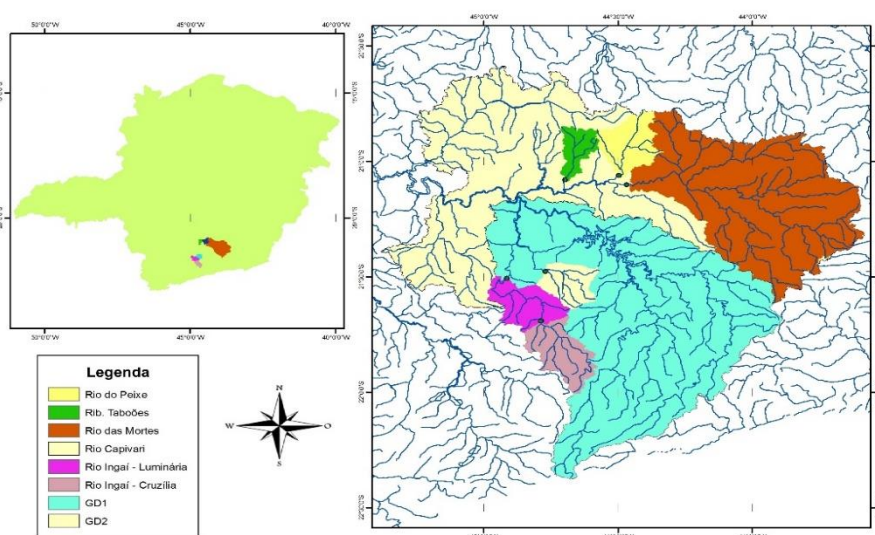 50°0'0"W 45°0'0"W 40°0'0"W
45°0'0"W 44°30'0"W 44°0'0"W
50°0'0"W 45°0'0"W 40°0'0"W
Legenda
Rio do Peixe
Rib. Taboões
Rio das Mortes
Rio Capivari
Rio Ingaí - Luminária
Rio Ingaí - Cruzília
GD1
GD2
N
W
O
S